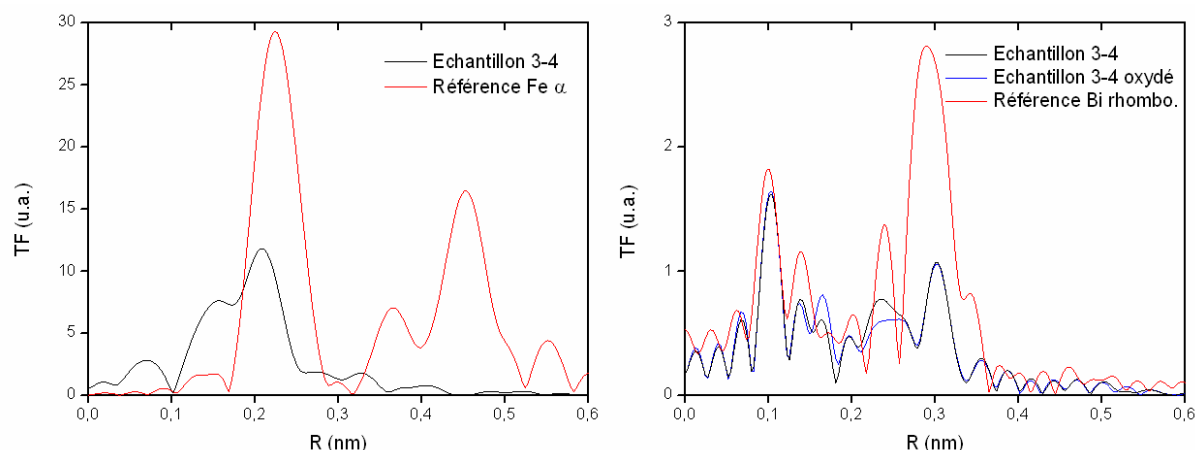 30
25
20
15
10
5
0
TF (u.a.)
Echantillon 3-4
Référence Fe α
0,0 0,1 0,2 0,3 0,4 0,5 0,6
R (nm)
3
2
1
0
TF (u.a.)
Echantillon 3-4
Echantillon 3-4 oxydé
Référence Bi rhombo.
0,0 0,1 0,2 0,3 0,4 0,5 0,6
R (nm)